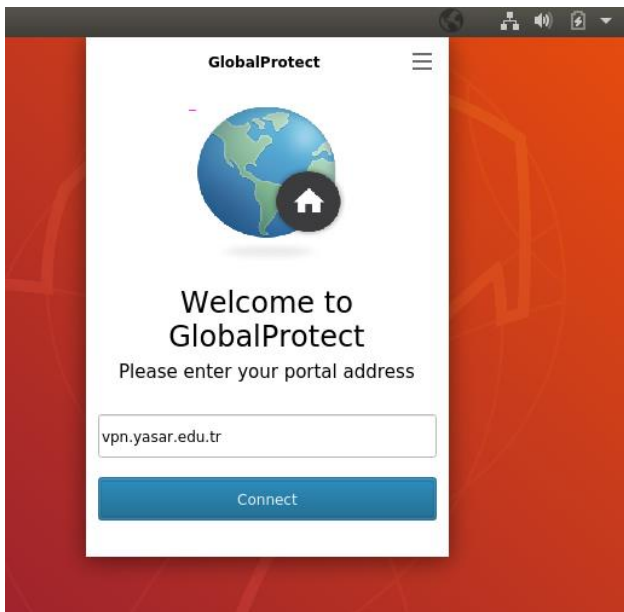 GlobalProtect
Welcome to
GlobalProtect
Please enter your portal address
vpn.yasar.edu.tr
Connect